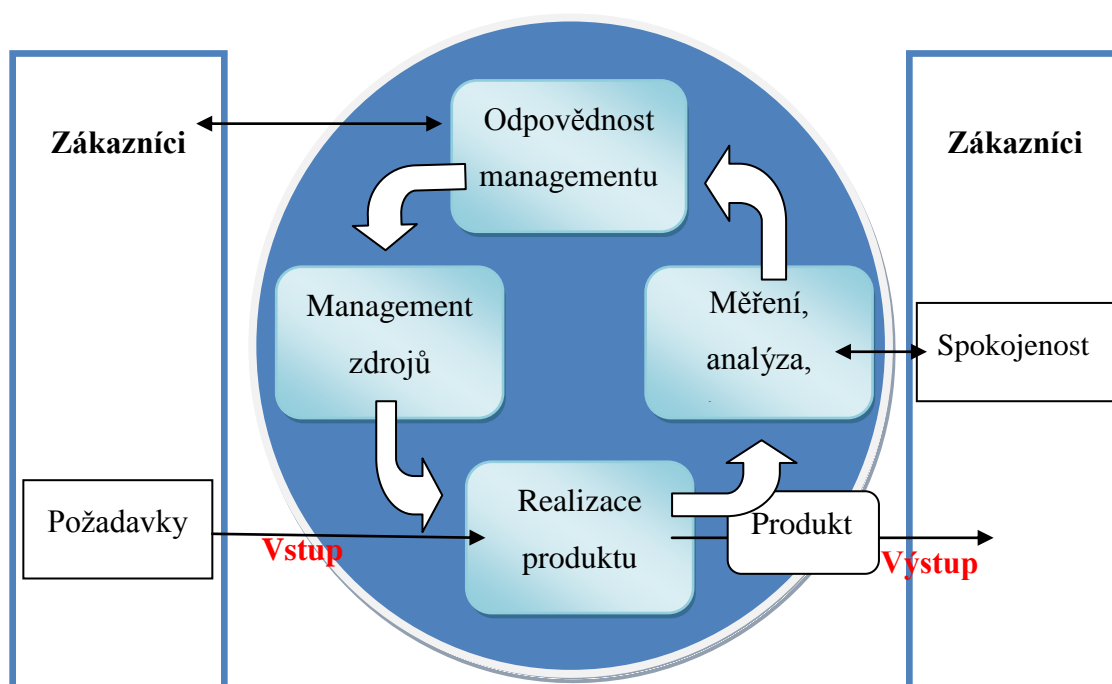 Odpovědnost
managementu
Zákazníci
Zákazníci
Management
zdrojů
Měření,
analýza,
Spokojenost
Požadavky
Vstup
Realizace
produktu
Produkt
Výstup